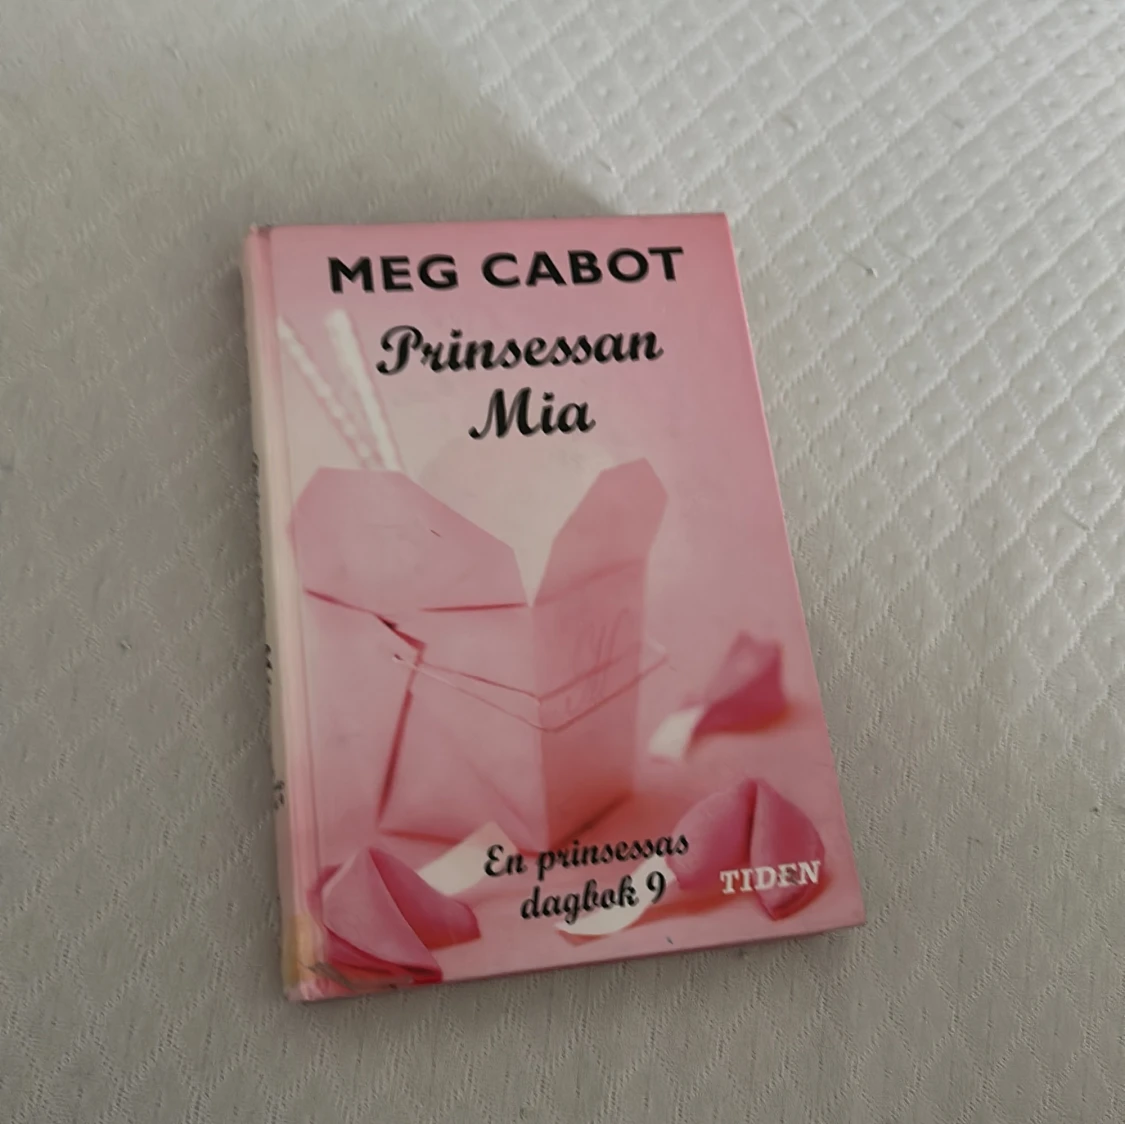 MEG CABOT
Prinsessan
Mia
En prinsessas
dagbok 9
TIDEN